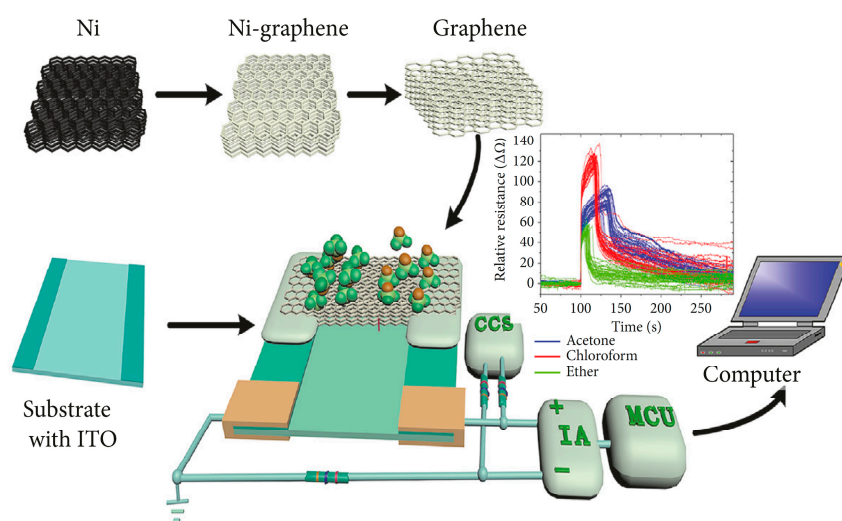 Ni
Ni-graphene
Graphene
Relative resistance (ΔΩ)
140
120
100
80
60
40
20
0
50
100
150
200
250
Time (s)
Acetone
Chloroform
Ether
Substrate
with ITO
CCS
+
IA
−
MCU
Computer